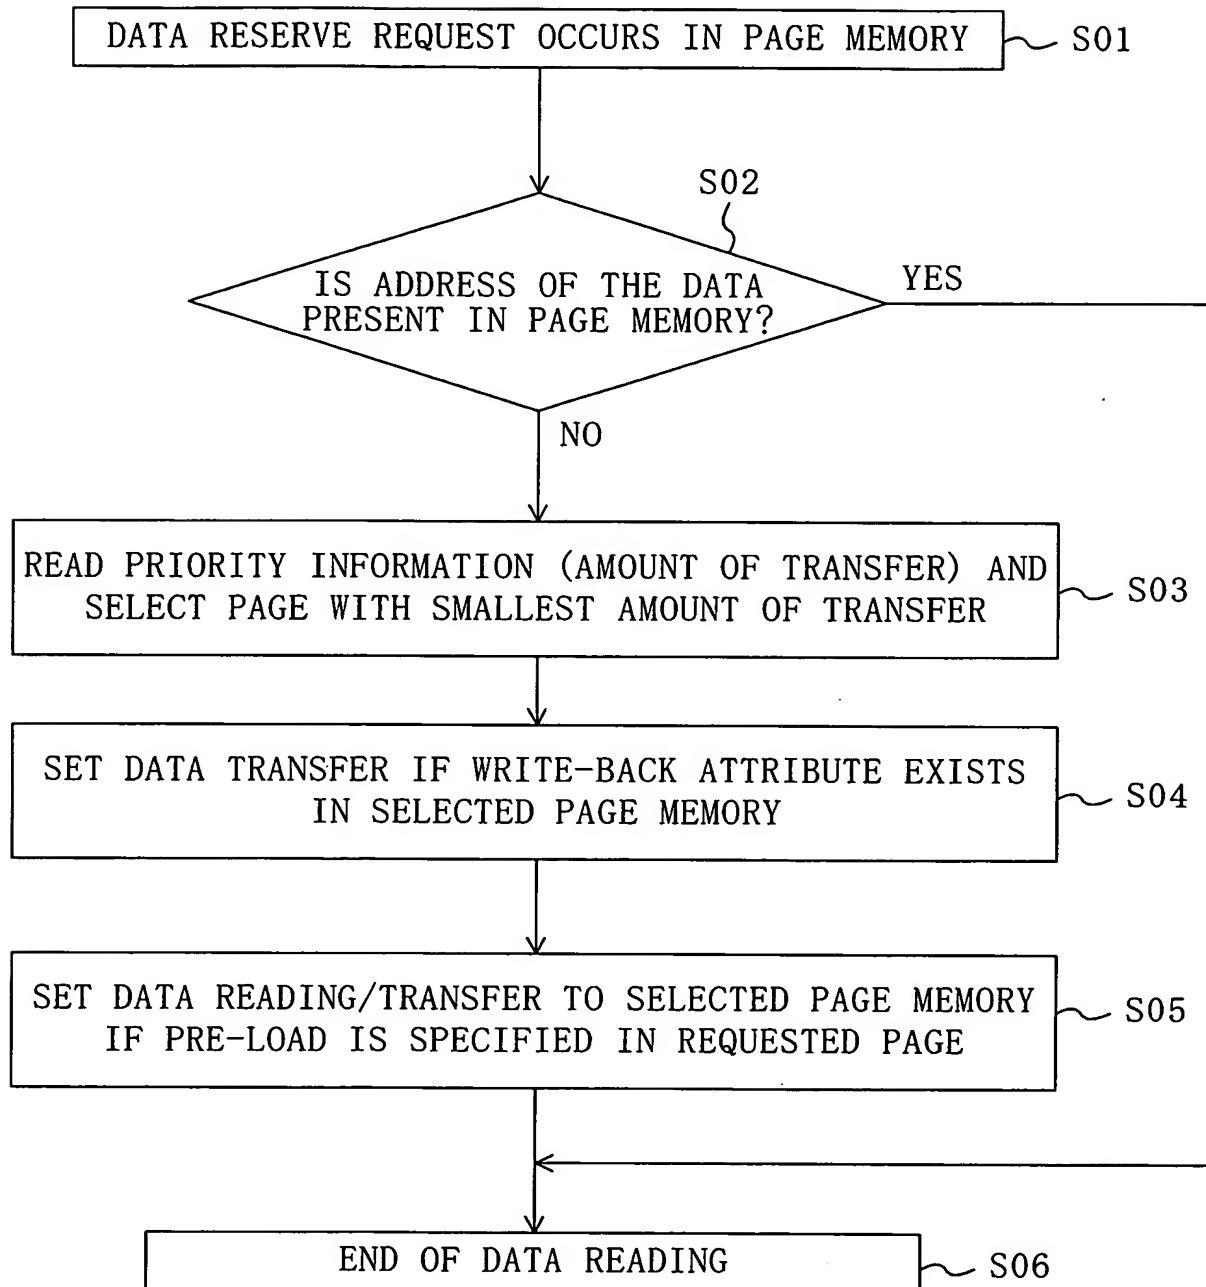 DATA RESERVE REQUEST OCCURS IN PAGE MEMORY
S01
S02
IS ADDRESS OF THE DATA
PRESENT IN PAGE MEMORY?
YES
NO
READ PRIORITY INFORMATION (AMOUNT OF TRANSFER) AND
SELECT PAGE WITH SMALLEST AMOUNT OF TRANSFER
S03
SET DATA TRANSFER IF WRITE-BACK ATTRIBUTE EXISTS
IN SELECTED PAGE MEMORY
S04
SET DATA READING/TRANSFER TO SELECTED PAGE MEMORY
IF PRE-LOAD IS SPECIFIED IN REQUESTED PAGE
S05
END OF DATA READING
S06